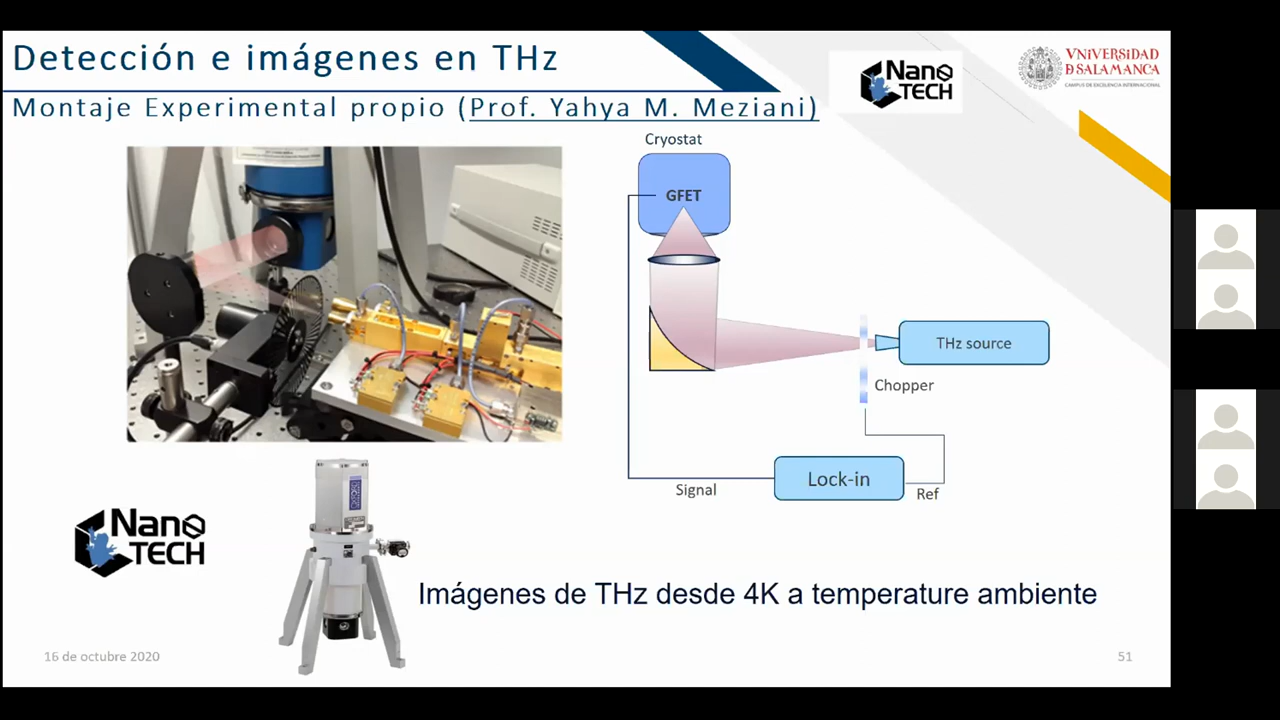 Detección e imágenes en THz
Montaje Experimental propio (Prof. Yahya M. Meziani)
Nano
TECH
VNiVERSiDAD
D SALAMANCA
CAMPUS DE EXCELENCIA INTERNACIONAL
Cryostat
GFET
THz source
Chopper
Lock-in
Signal
Ref
Nano
TECH
Imágenes de THz desde 4K a temperature ambiente
16 de octubre 2020
51